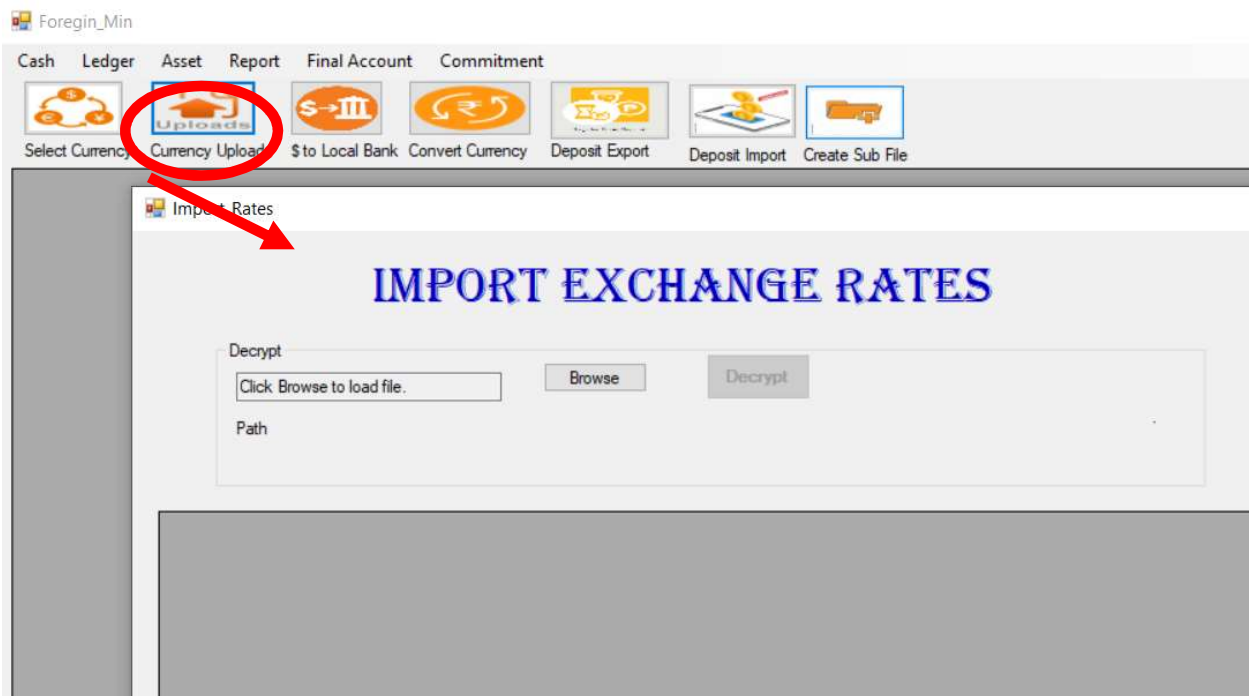 Foregin_Min
Cash Ledger Asset Report Final Account Commitment
Uploads
Select Currency Currency Upload $ to Local Bank Convert Currency Deposit Export Deposit Import Create Sub File
Import Rates
IMPORT EXCHANGE RATES
Decrypt
Click Browse to load file. Browse Decrypt
Path